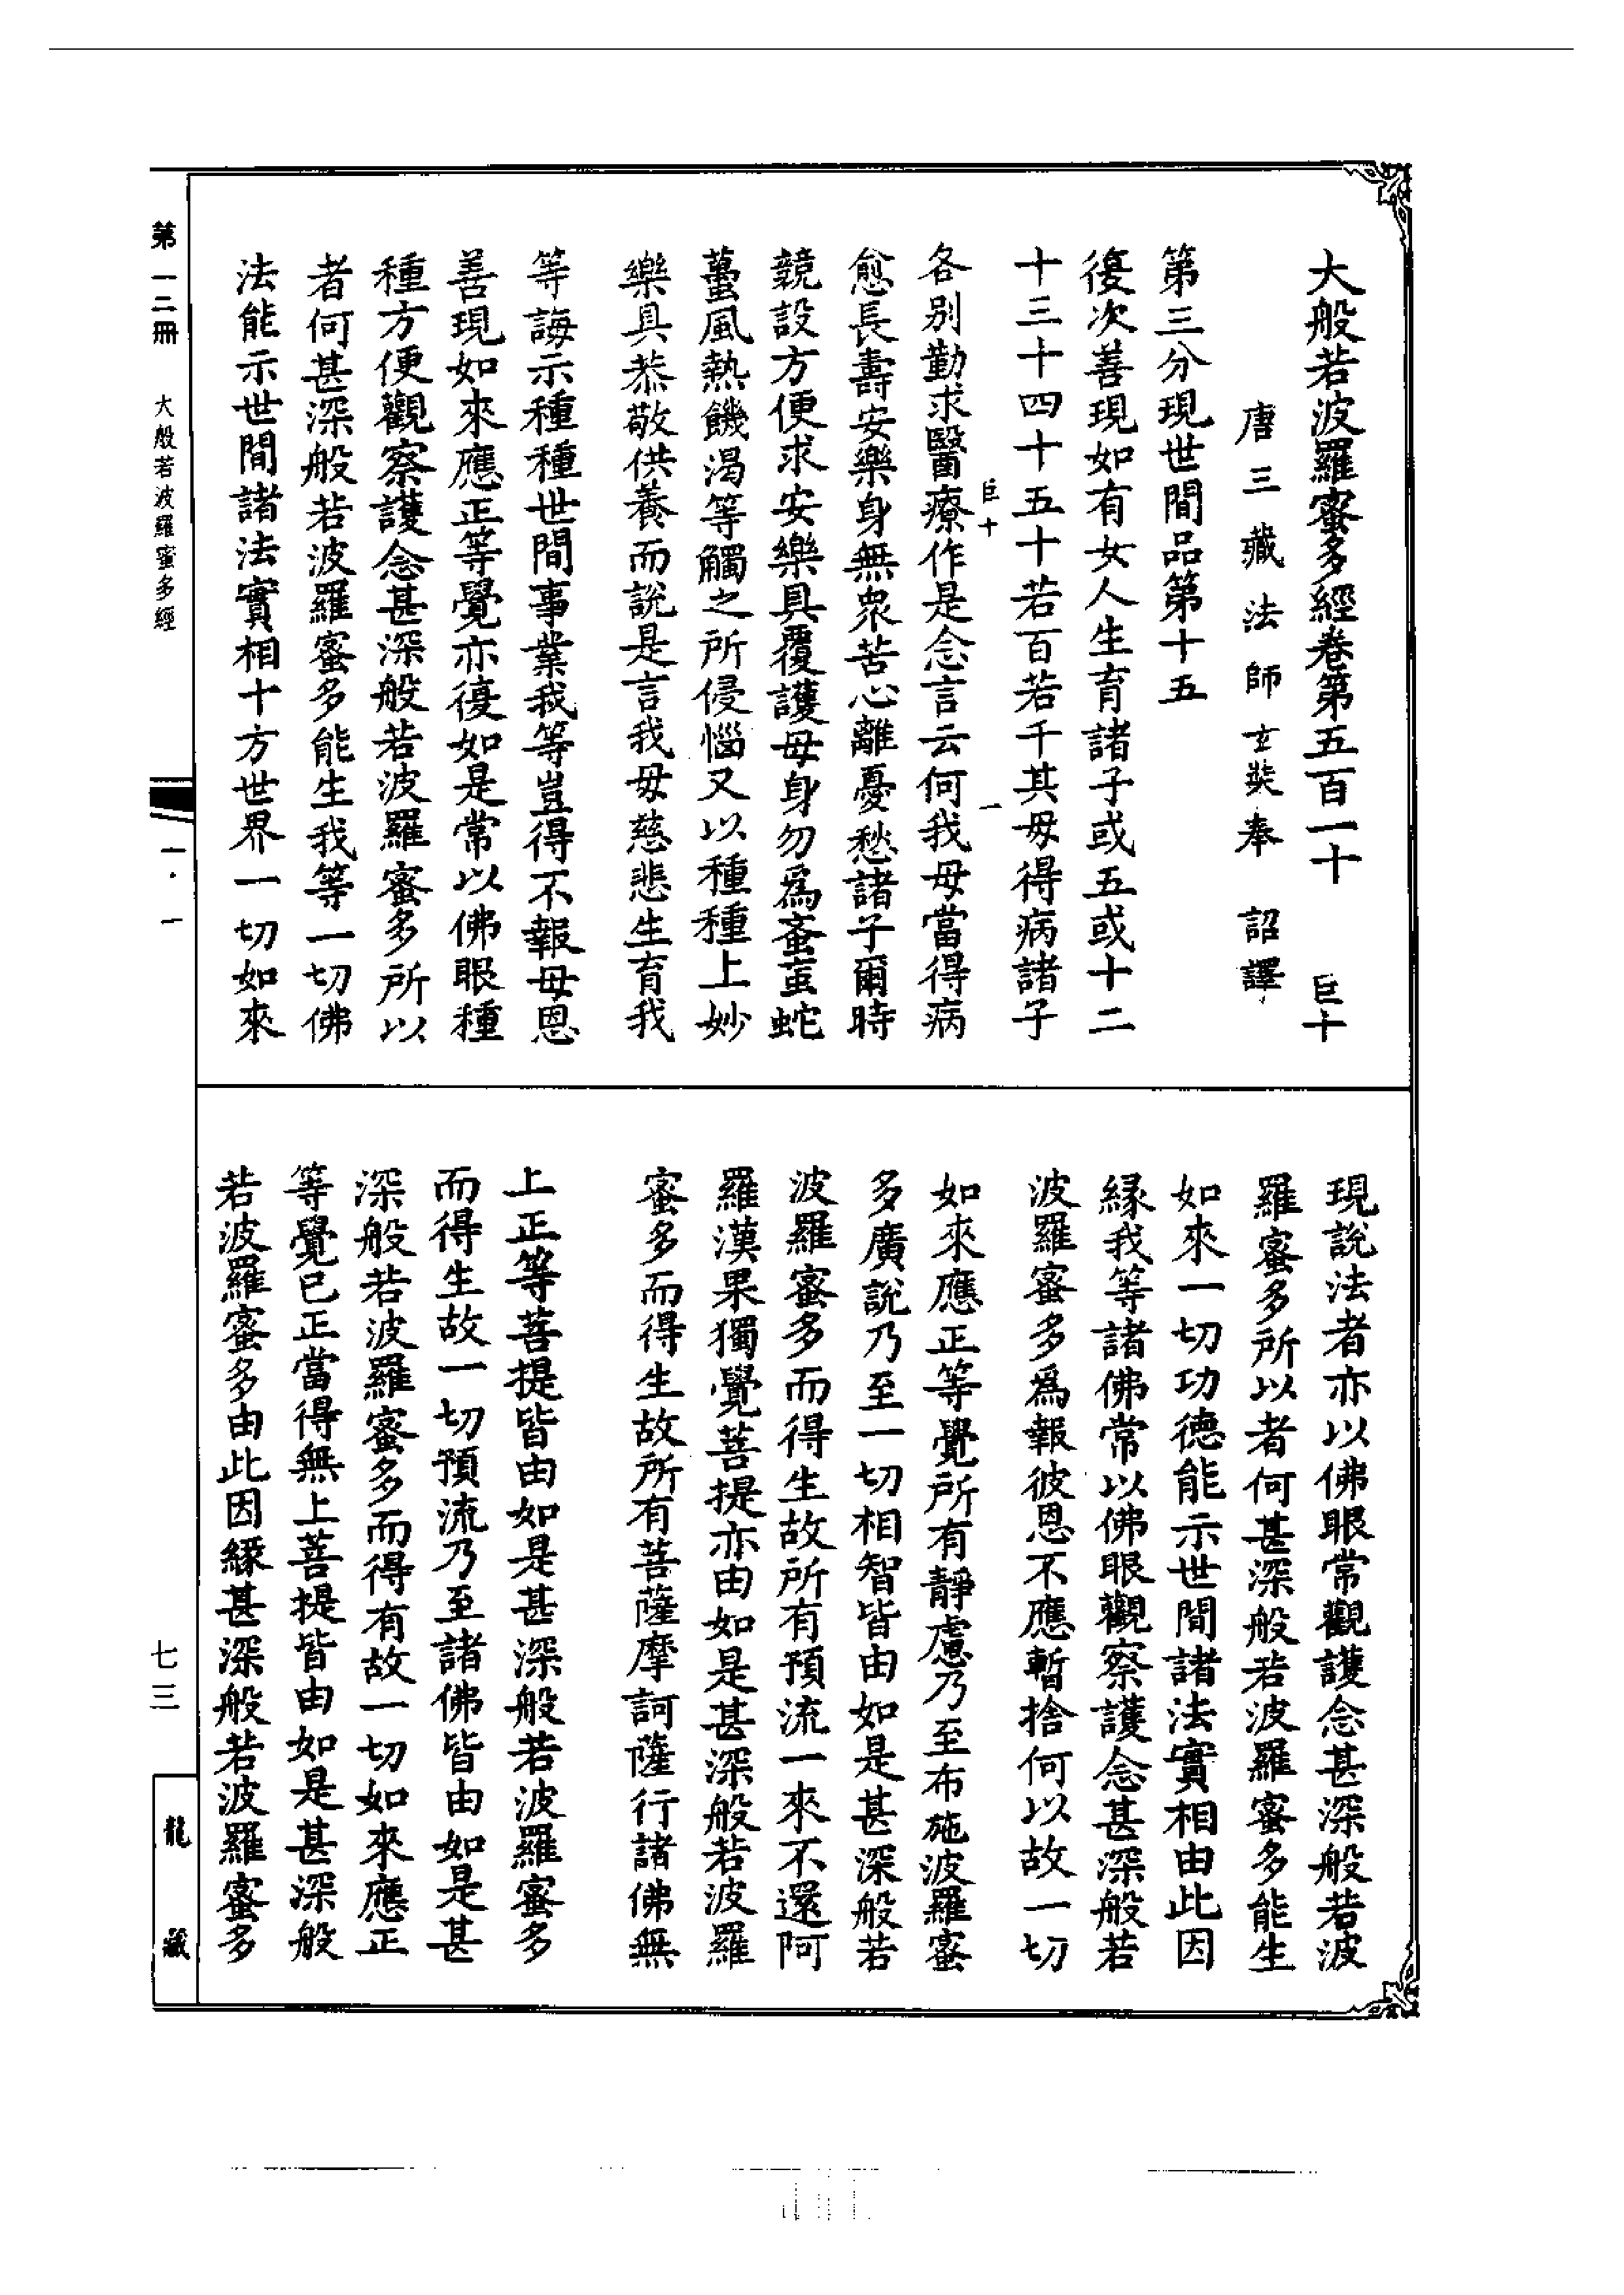 大般若波羅蜜多經卷第五百一十　巨十
唐三藏法師玄奘奉　詔譯
第三分現世間品第十五
復次善現如有女人生育諸子或五或十二
十三十四十五十若百若千其母得病諸子
巨十　一
各別勤求醫療作是念言云何我母當得病
愈長壽安樂身無衆苦心離憂愁諸子爾時
競設方便求安樂具覆護母身勿爲蚉蝱蛇
蠆風熱饑渴等觸之所侵惱又以種種上妙
樂具恭敬供養而說是言我母慈悲生育我
等誨示種種世間事業我等豈得不報母恩
善現如來應正等覺亦復如是常以佛眼種
種方便觀察護念甚深般若波羅蜜多所以
者何甚深般若波羅蜜多能生我等一切佛
法能示世間諸法實相十方世界一切如來
現說法者亦以佛眼常觀護念甚深般若波
羅蜜多所以者何甚深般若波羅蜜多能生
如來一切功德能示世間諸法實相由此因
緣我等諸佛常以佛眼觀察護念甚深般若
波羅蜜多爲報彼恩不應暫捨何以故一切
如來應正等覺所有靜慮乃至布施波羅蜜
多廣說乃至一切相智皆由如是甚深般若
波羅蜜多而得生故所有預流一來不還阿
羅漢果獨覺菩提亦由如是甚深般若波羅
蜜多而得生故所有菩薩摩訶薩行諸佛無
上正等菩提皆由如是甚深般若波羅蜜多
而得生故一切預流乃至諸佛皆由如是甚
深般若波羅蜜多而得有故一切如來應正
等覺已正當得無上菩提皆由如是甚深般
若波羅蜜多由此因緣甚深般若波羅蜜多
第一二冊　大般若波羅蜜多經
一·一
七三
龍藏